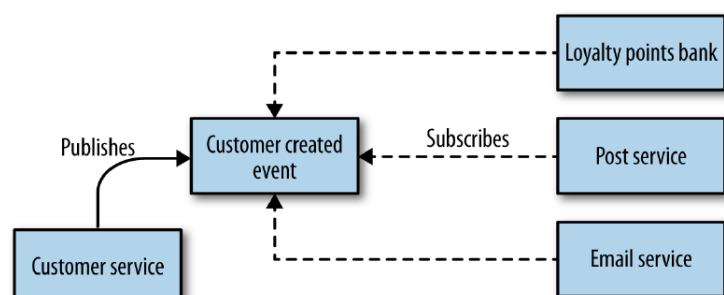 Loyalty points bank
Publishes
Customer created
event
Subscribes
Post service
Customer service
Email service